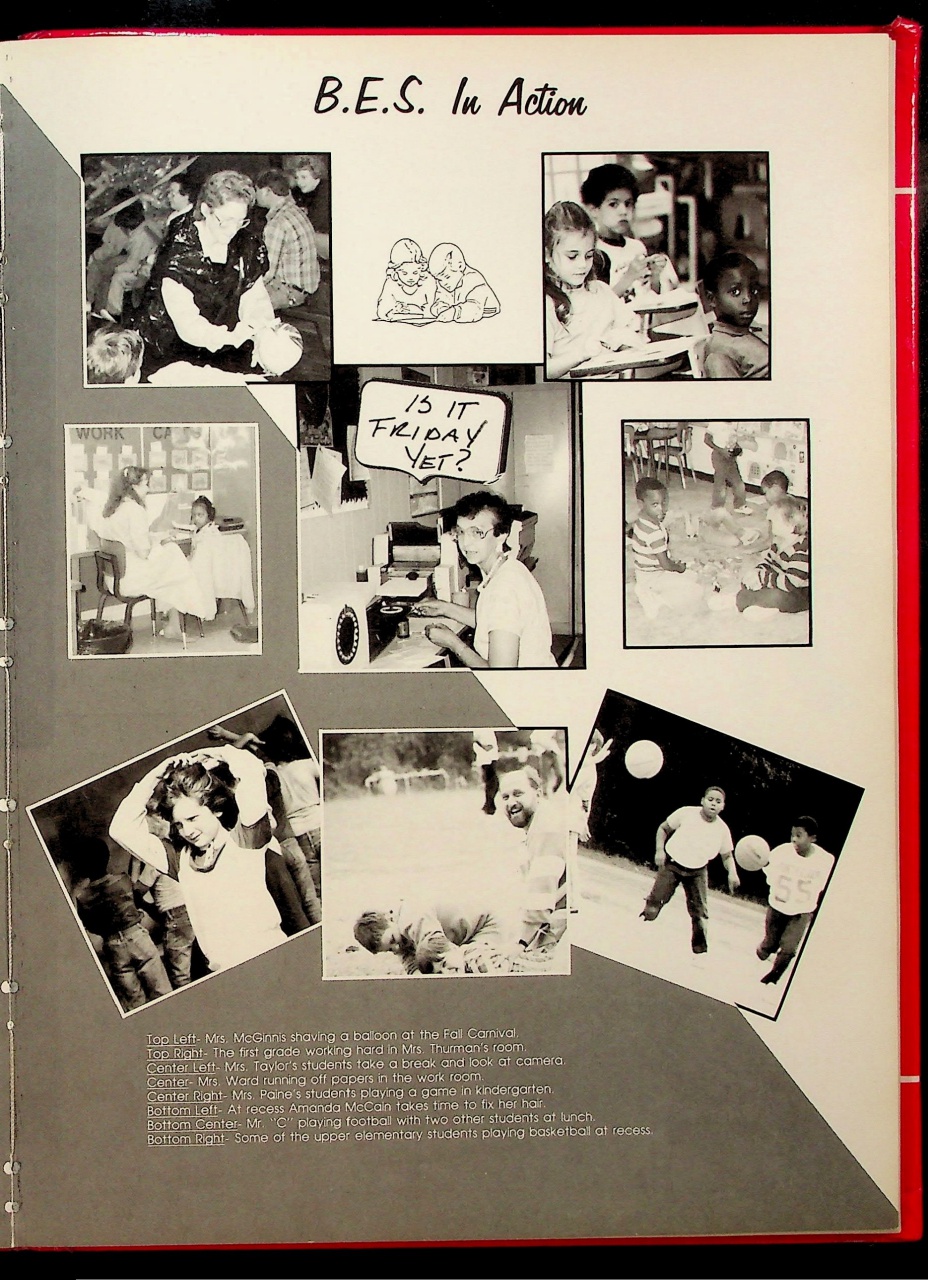 B.E.S. In Action
IS IT
FRIDAY
YET?
WORK
55
Top Left- Mrs. McGinnis shaving a balloon at the Fall Carnival.
Top Right- The first grade working hard in Mrs. Thurman's room.
Center Left- Mrs. Taylor's students take a break and look at camera.
Center- Mrs. Ward running off papers in the work room.
Center Right- Mrs. Paine's students playing a game in kindergarten.
Bottom Left- At recess Amanda McCain takes time to fix her hair.
Bottom Center- Mr. "C" playing football with two other students at lunch.
Bottom Right- Some of the upper elementary students playing basketball at recess.